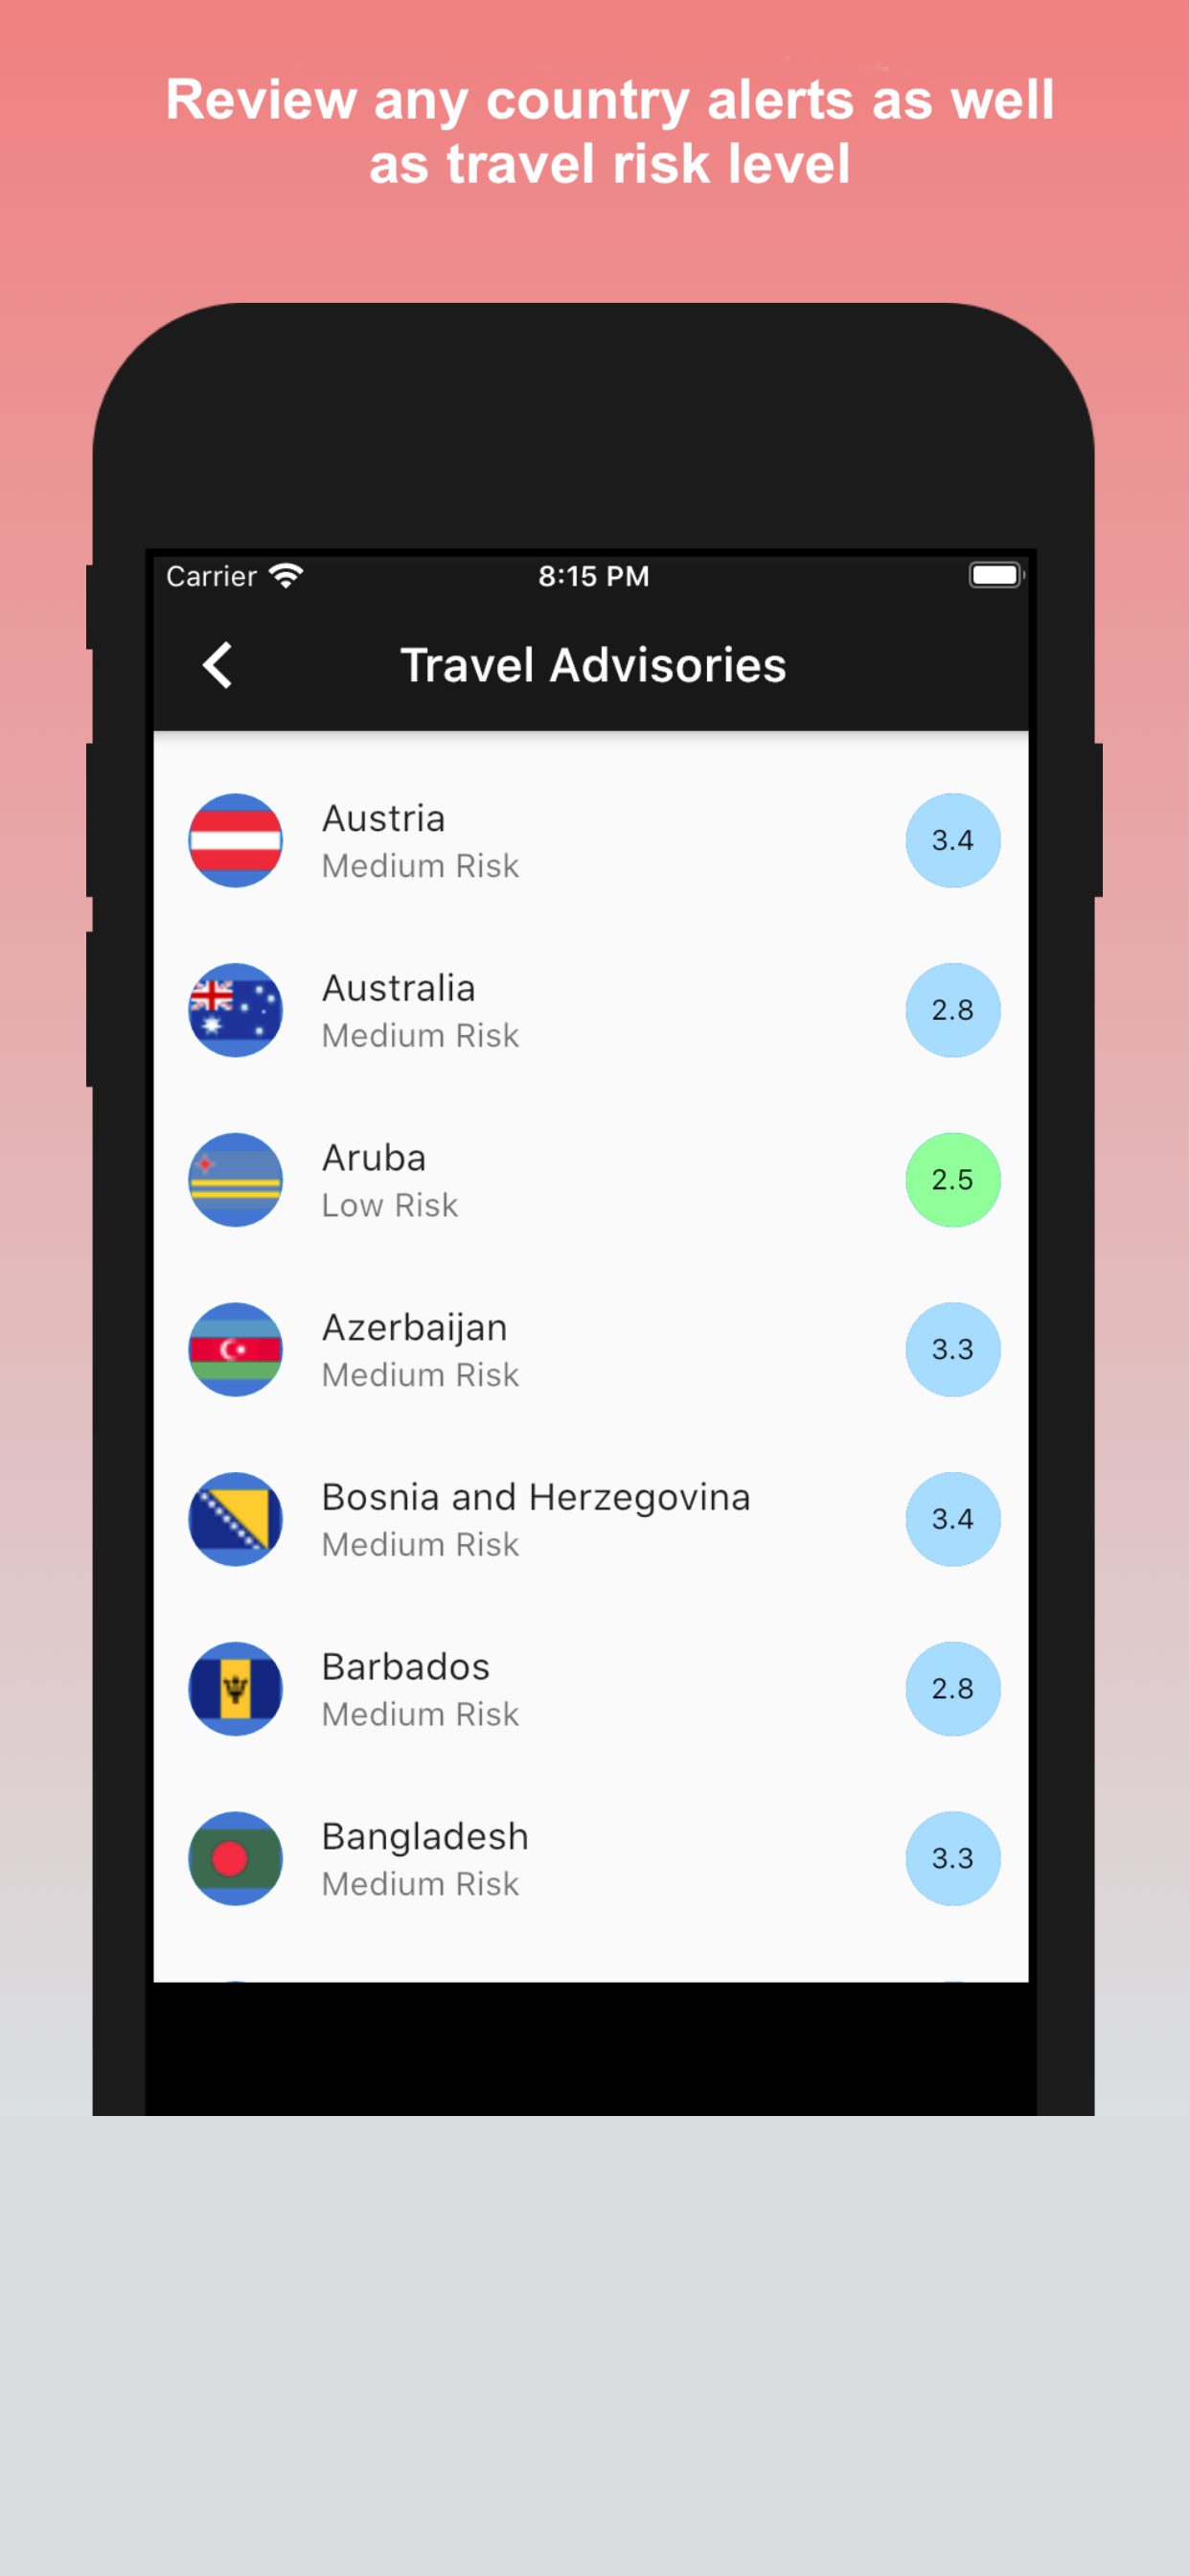 Review any country alerts as well
as travel risk level
Carrier
8:15 PM
Travel Advisories
Austria
Medium Risk
3.4
Australia
Medium Risk
2.8
Aruba
Low Risk
2.5
Azerbaijan
Medium Risk
3.3
Bosnia and Herzegovina
Medium Risk
3.4
Barbados
Medium Risk
2.8
Bangladesh
Medium Risk
3.3